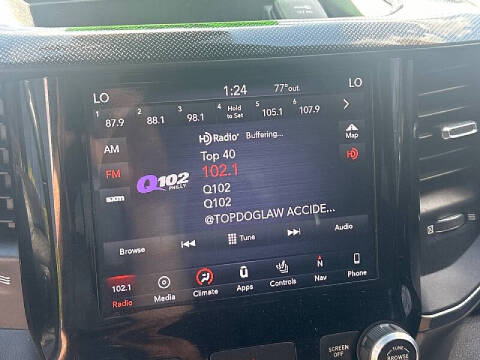 1:24
77° out.
LO
LO
1 87.9
2 88.1
3 98.1
4 Hold to Set
5 105.1
6 107.9
AM
HD Radio
Buffering...
Map
FM
Top 40
HD
102.1
Q102
PHILLY
sxm
Q102
Q102
@TOPDOGLAW ACCIDE...
Browse
Tune
Audio
102.1
Radio
Media
Climate
Apps
Controls
N
Nav
Phone
SCREEN OFF
TUNE
BROWSE